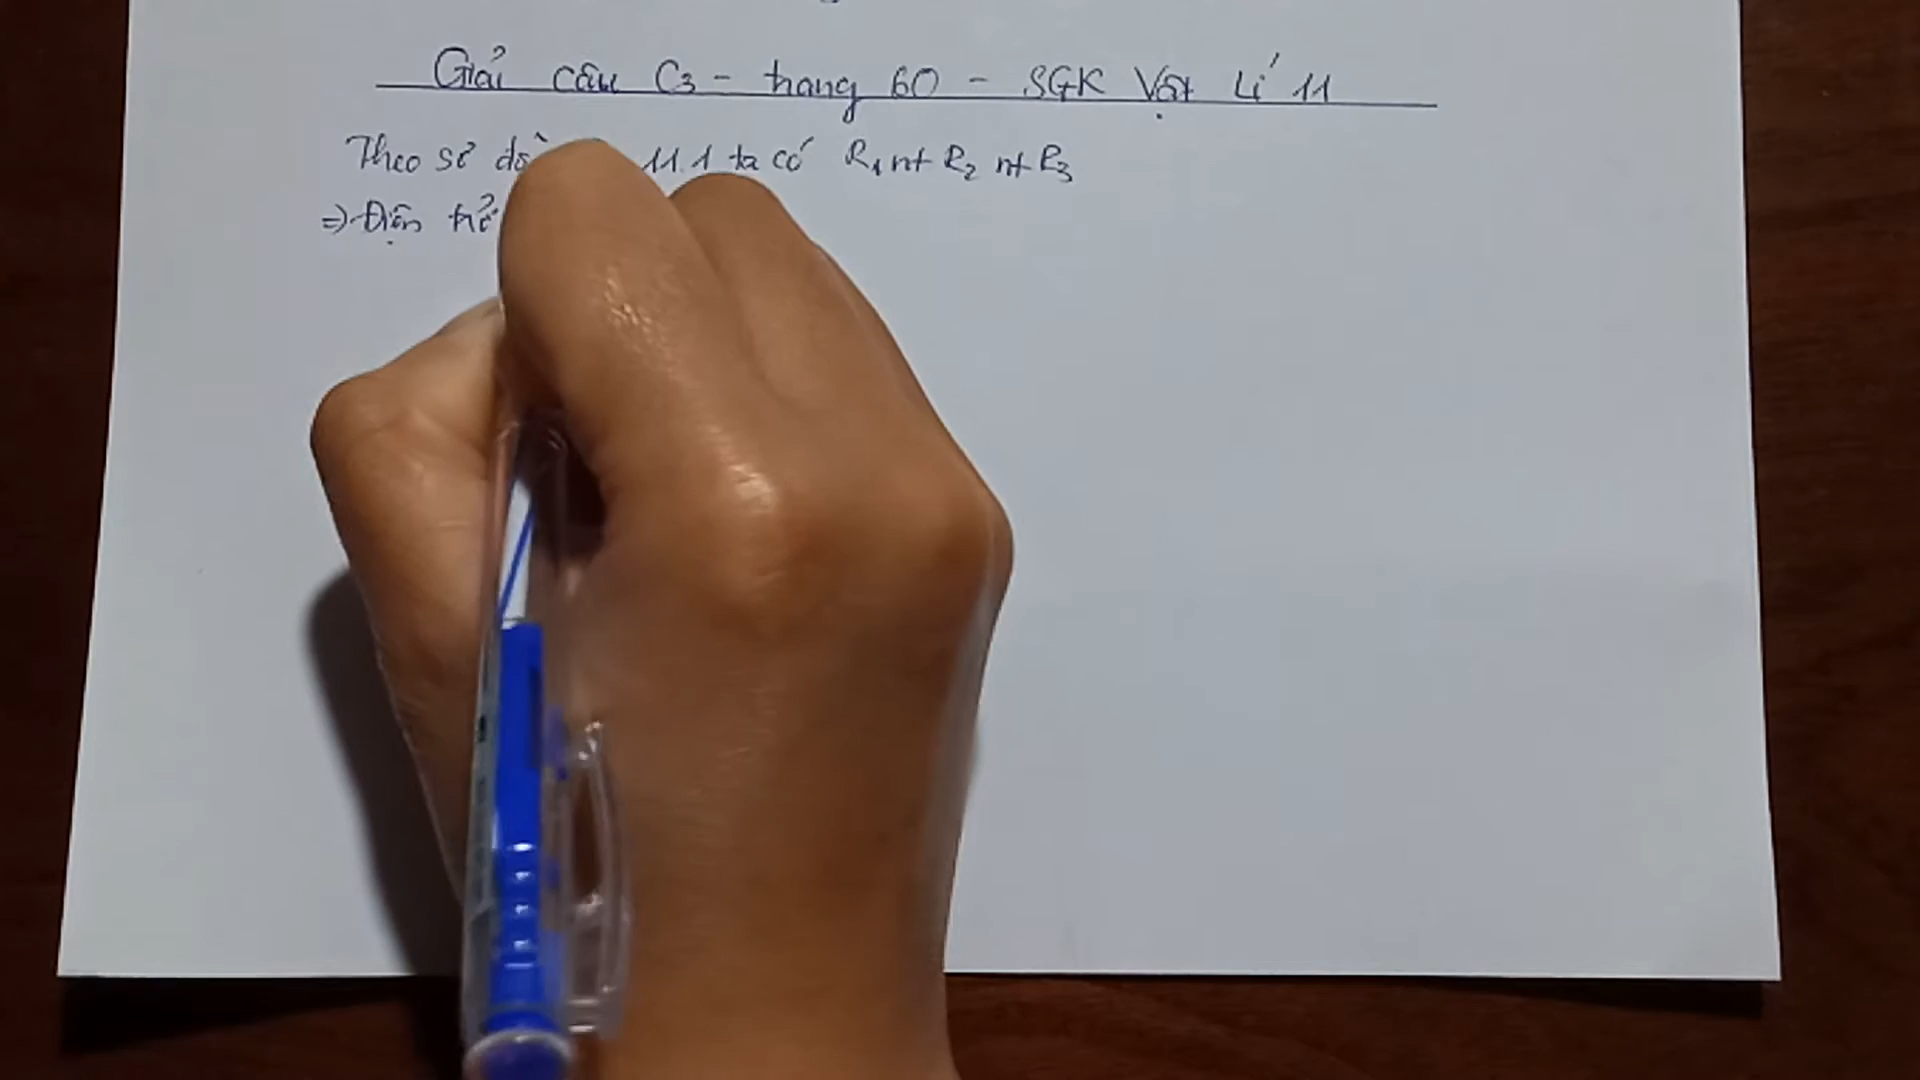 Giải câu C3 - trang 60 - SGK Vật Lí 11
Theo sơ đồ 11.1 ta có R1 nt R2 nt R3
=> Điện trở